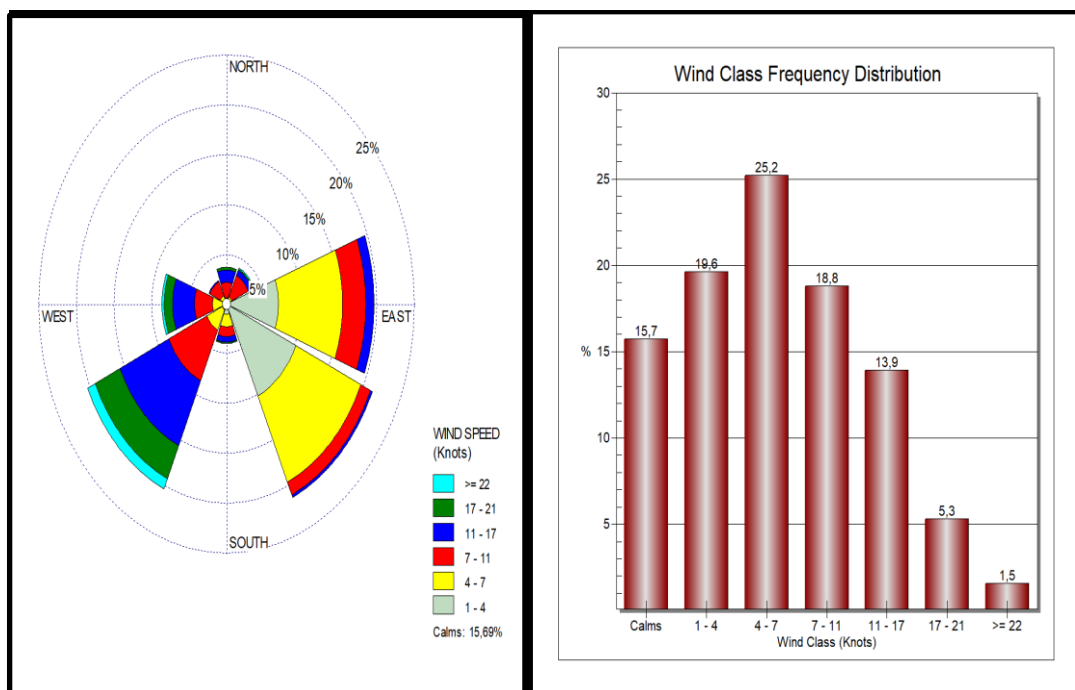 NORTH
25%
20%
15%
10%
5%
WEST
EAST
SOUTH
WIND SPEED
(Knots)
>= 22
17 - 21
11 - 17
7 - 11
4 - 7
1 - 4
Calms: 15,69%
Wind Class Frequency Distribution
30
25
20
15
10
5
%
15,7
19,6
25,2
18,8
13,9
5,3
1,5
Calms
1 - 4
4 - 7
7 - 11
11 - 17
17 - 21
>= 22
Wind Class (Knots)